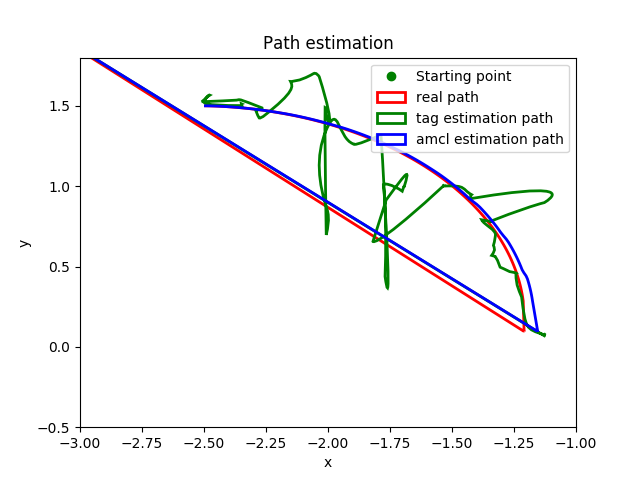 Path estimation
Starting point
real path
tag estimation path
amcl estimation path
y
1.5
1.0
0.5
0.0
−0.5
−3.00 −2.75 −2.50 −2.25 −2.00 −1.75 −1.50 −1.25 −1.00
x